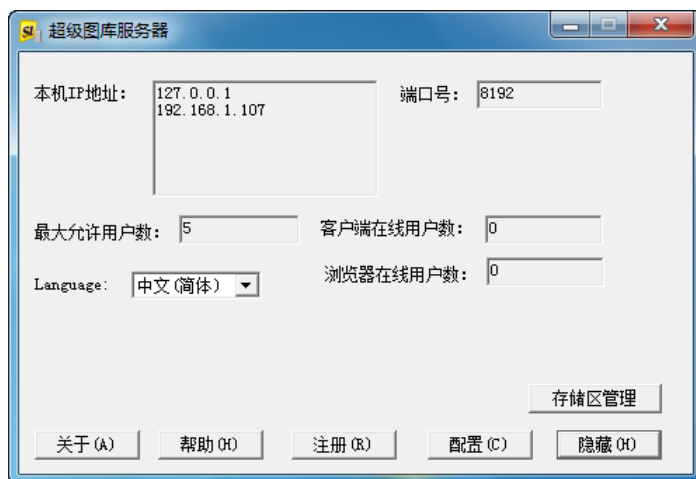 超级图库服务器
本机IP地址：
127.0.0.1
192.168.1.107
端口号：
8192
最大允许用户数：
5
客户端在线用户数：
0
Language:
中文(简体)
浏览器在线用户数：
0
存储区管理
关于(A)
帮助(H)
注册(R)
配置(C)
隐藏(H)